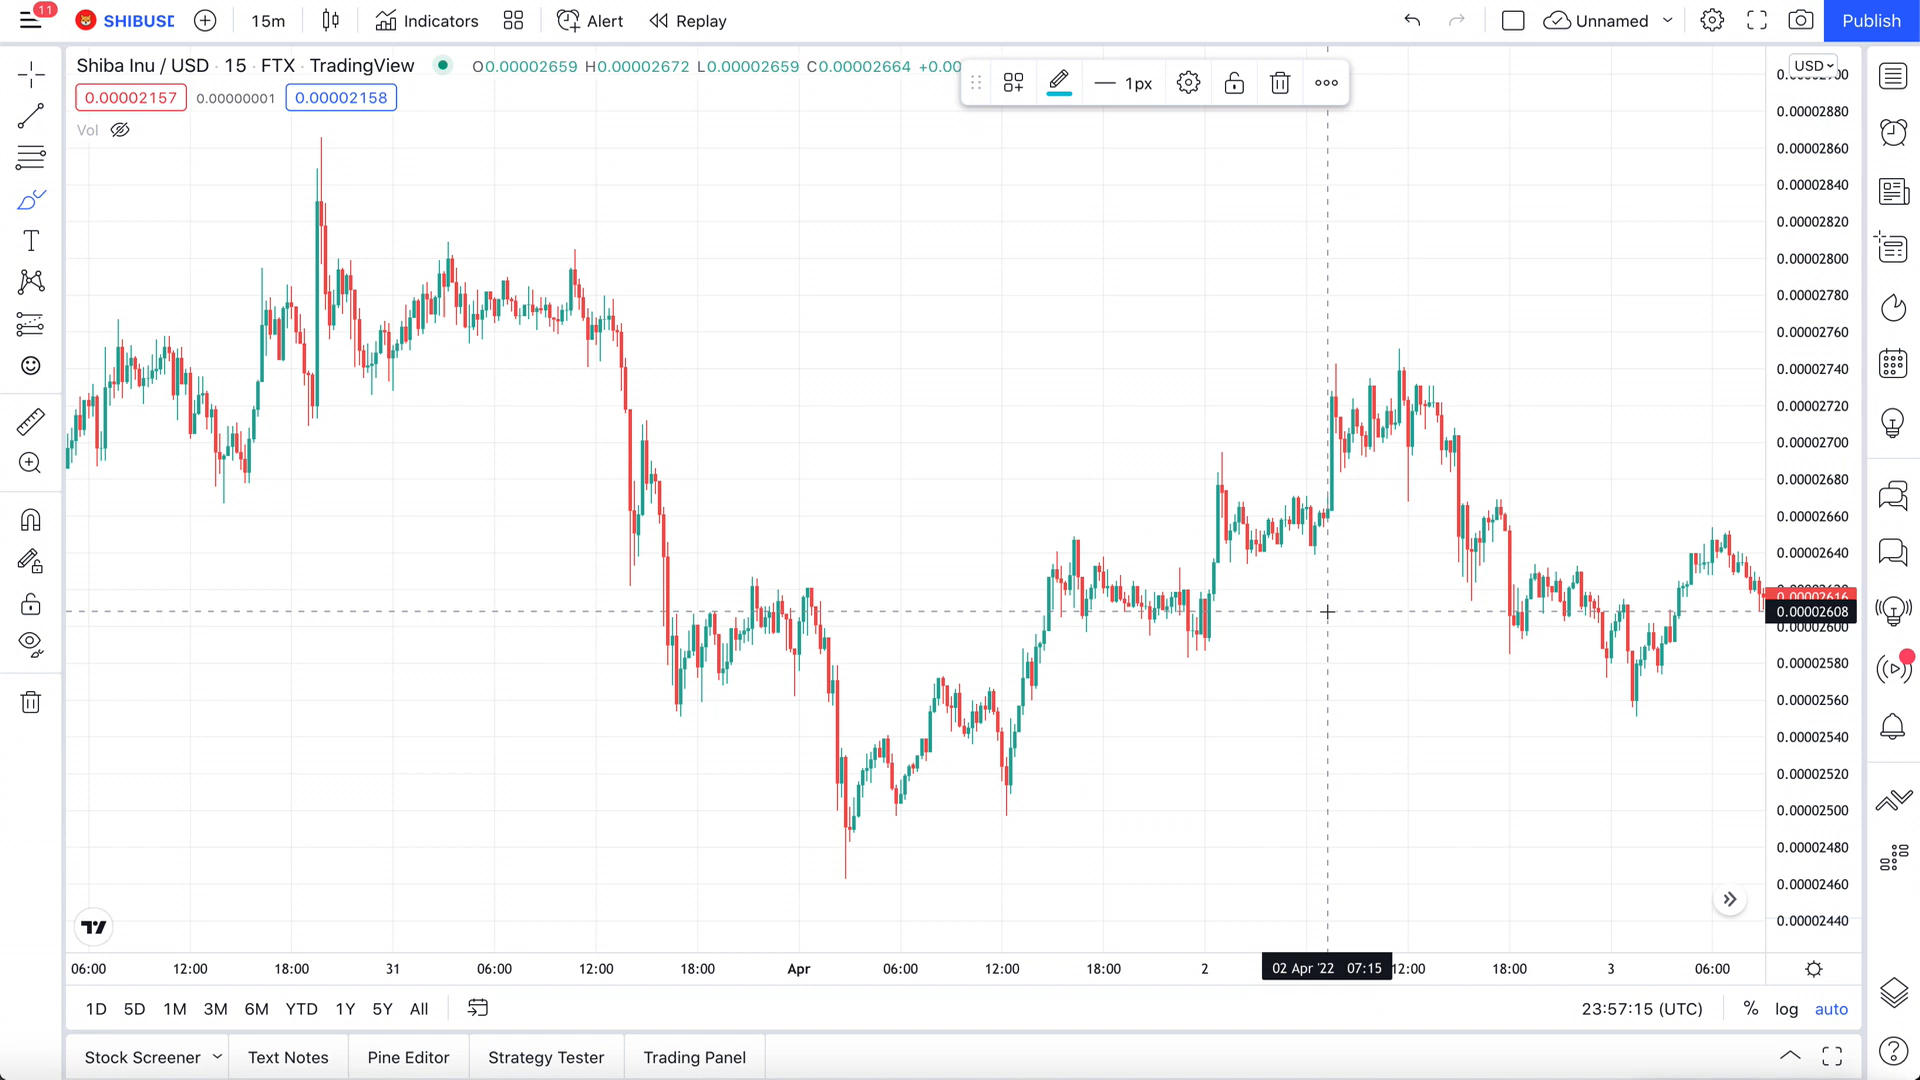 11
SHIBUSD
15m
Indicators
Alert
Replay
Unnamed
Publish
Shiba Inu / USD · 15 · FTX · TradingView
O0.00002659 H0.00002672 L0.00002659 C0.00002664 +0.00
1px
USD
0.00002157
0.00000001
0.00002158
Vol
0.00002880
0.00002860
0.00002840
0.00002820
0.00002800
0.00002780
0.00002760
0.00002740
0.00002720
0.00002700
0.00002680
0.00002660
0.00002640
0.00002616
0.00002608
0.00002600
0.00002580
0.00002560
0.00002540
0.00002520
0.00002500
0.00002480
0.00002460
0.00002440
06:00 12:00 18:00 31 06:00 12:00 18:00 Apr 06:00 12:00 18:00 2 02 Apr '22 07:15 12:00 18:00 3 06:00
1D 5D 1M 3M 6M YTD 1Y 5Y All
23:57:15 (UTC) % log auto
Stock Screener
Text Notes
Pine Editor
Strategy Tester
Trading Panel